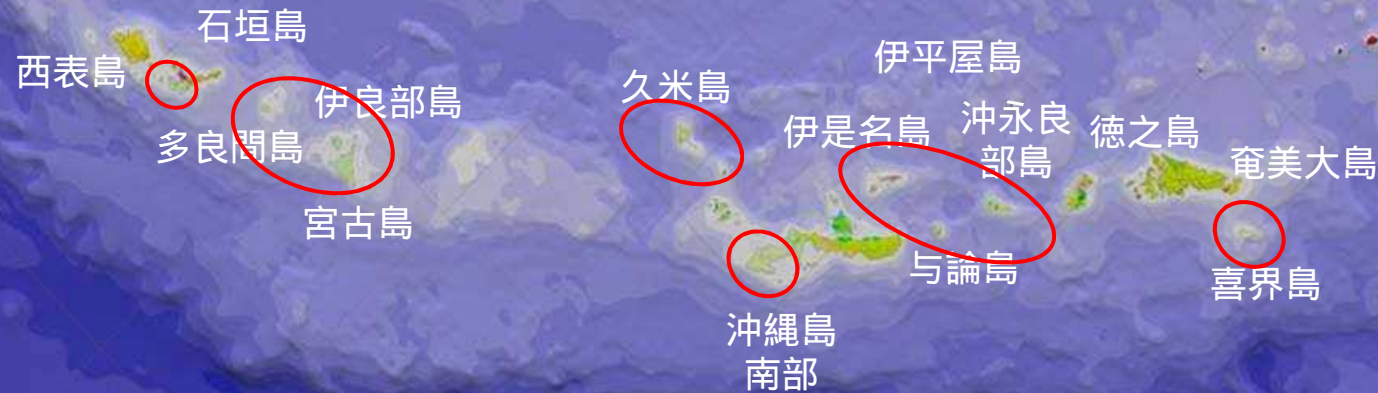 石垣島
西表島
伊良部島
多良間島
宮古島
久米島
伊平屋島
伊是名島
沖永良
部島
徳之島
奄美大島
与論島
喜界島
沖縄島
南部